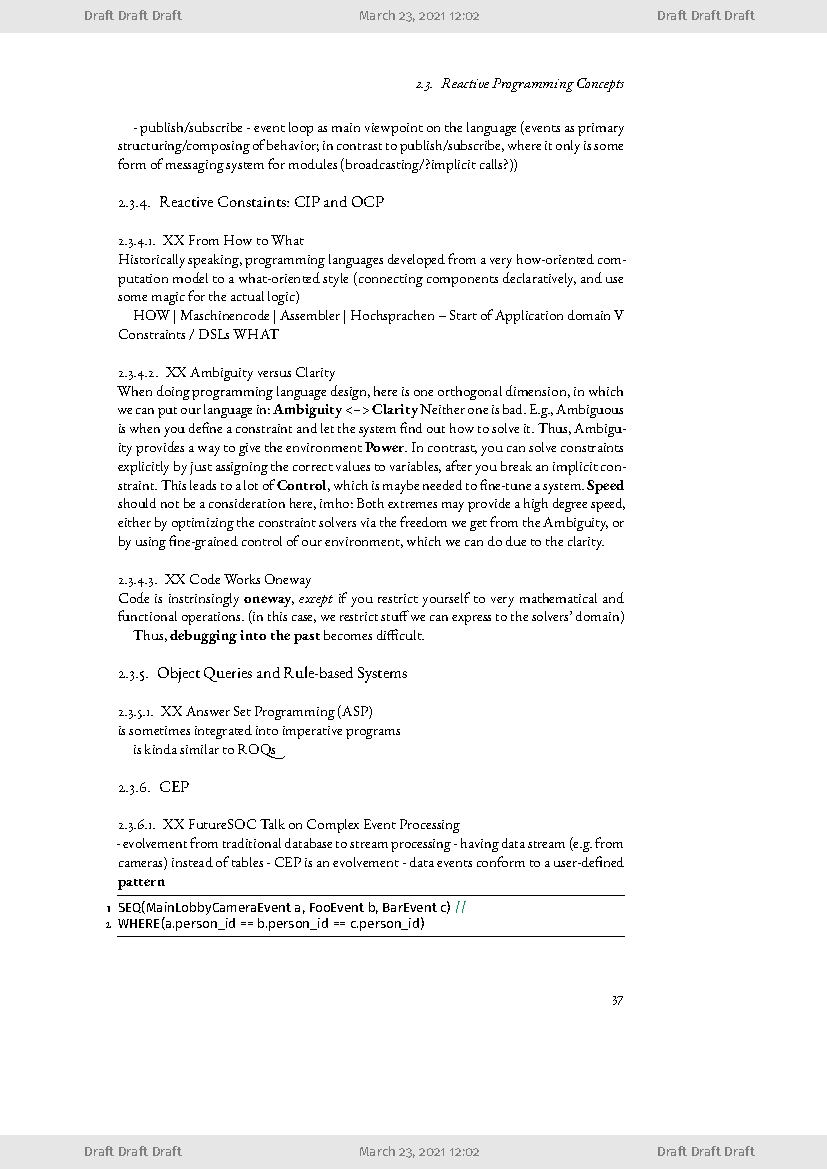 Draft Draft Draft March 23, 2021 12:02 Draft Draft Draft
2.3. Reactive Programming Concepts
- publish/subscribe - event loop as main viewpoint on the language (events as primary
structuring/composing of behavior; in contrast to publish/subscribe, where it only is some
form of messaging system for modules (broadcasting/?implicit calls?))
2.3.4. Reactive Constaints: CIP and OCP
2.3.4.1. XX From How to What
Historically speaking, programming languages developed from a very how-oriented com-
putation model to a what-oriented style (connecting components declaratively, and use
some magic for the actual logic)
HOW | Maschinencode | Assembler | Hochsprachen – Start of Application domain V
Constraints / DSLs WHAT
2.3.4.2. XX Ambiguity versus Clarity
When doing programming language design, here is one orthogonal dimension, in which
we can put our language in: Ambiguity <–> Clarity Neither one is bad. E.g., Ambiguous
is when you define a constraint and let the system find out how to solve it. Thus, Ambigu-
ity provides a way to give the environment Power. In contrast, you can solve constraints
explicitly by just assigning the correct values to variables, after you break an implicit con-
straint. This leads to a lot of Control, which is maybe needed to fine-tune a system. Speed
should not be a consideration here, imho: Both extremes may provide a high degree speed,
either by optimizing the constraint solvers via the freedom we get from the Ambiguity, or
by using fine-grained control of our environment, which we can do due to the clarity.
2.3.4.3. XX Code Works Oneway
Code is instrinsingly oneway, except if you restrict yourself to very mathematical and
functional operations. (in this case, we restrict stuff we can express to the solvers’ domain)
Thus, debugging into the past becomes difficult.
2.3.5. Object Queries and Rule-based Systems
2.3.5.1. XX Answer Set Programming (ASP)
is sometimes integrated into imperative programs
is kinda similar to ROQs_
2.3.6. CEP
2.3.6.1. XX FutureSOC Talk on Complex Event Processing
- evolvement from traditional database to stream processing - having data stream (e.g. from
cameras) instead of tables - CEP is an evolvement - data events conform to a user-defined
pattern
1 SEQ(MainLobbyCameraEvent a, FooEvent b, BarEvent c) //
2 WHERE(a.person_id == b.person_id == c.person_id)
37
Draft Draft Draft March 23, 2021 12:02 Draft Draft Draft